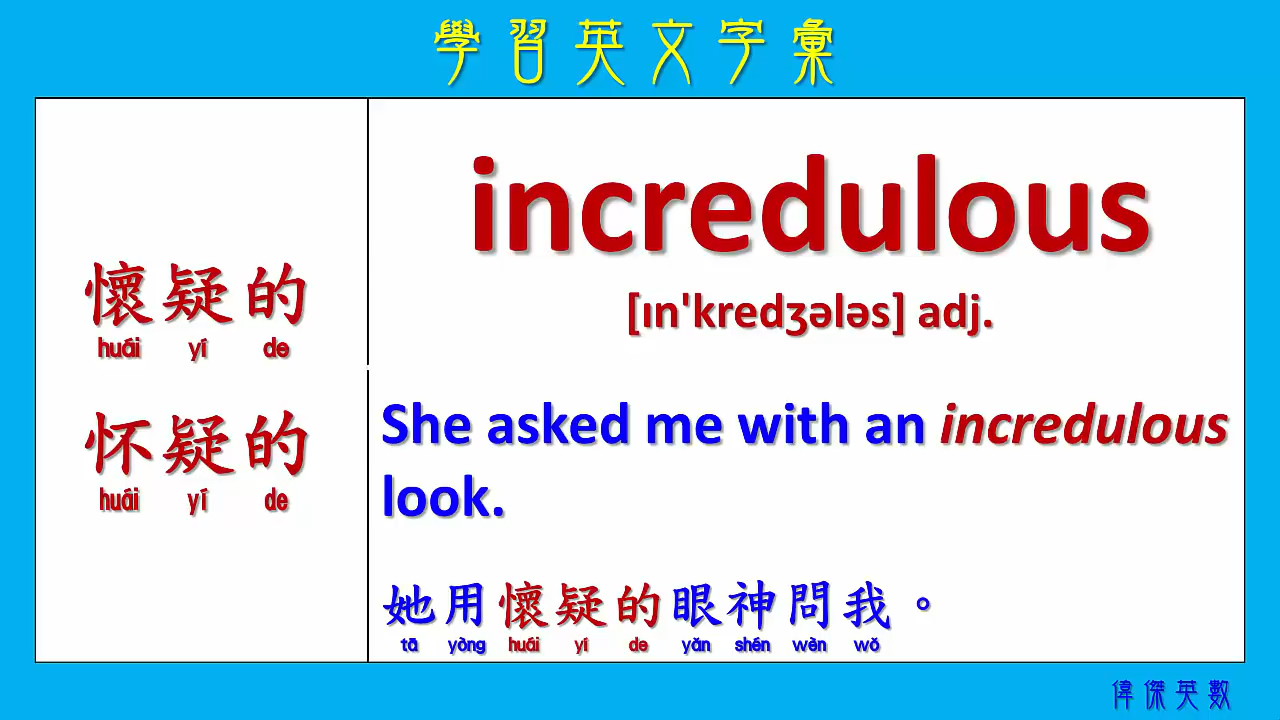 學習英文字彙
懷疑的
huái yí de
怀疑的
huái yí de
incredulous
[ɪn'kredʒələs] adj.
She asked me with an incredulous
look.
她用懷疑的眼神問我。
tā yòng huái yí de yǎn shén wèn wǒ
偉傑英數